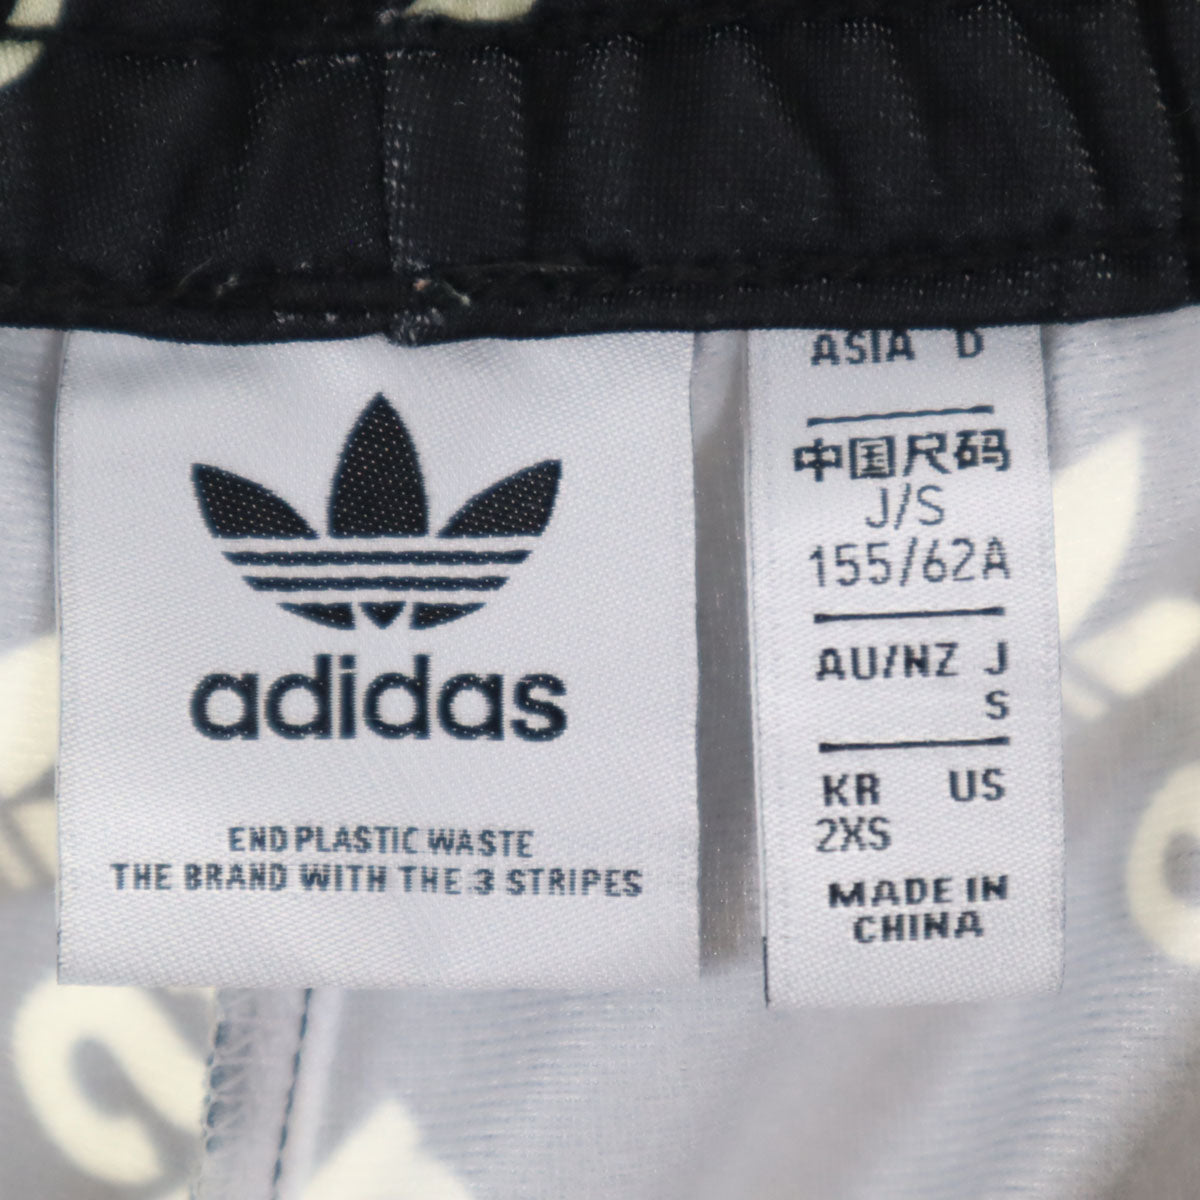 adidas
END PLASTIC WASTE
THE BRAND WITH THE 3 STRIPES
ASIA D
中国尺码
J/S
155/62A
AU/NZ J
S
KR US
2XS
MADE IN
CHINA